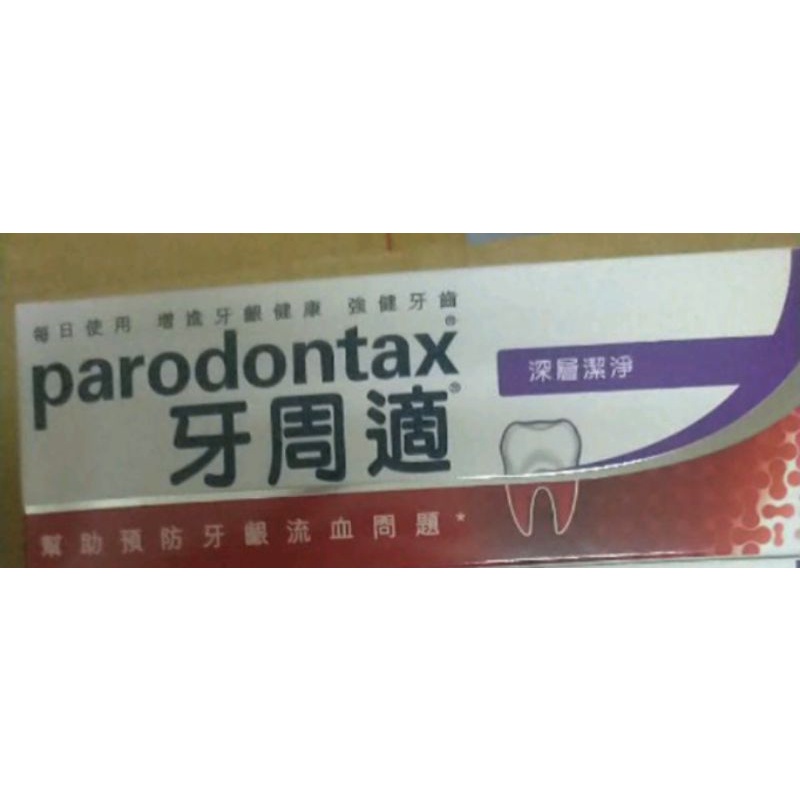 每日使用 增進牙齦健康 強健牙齒
parodontax®
牙周適®
深層潔淨
幫助預防牙齦流血問題*